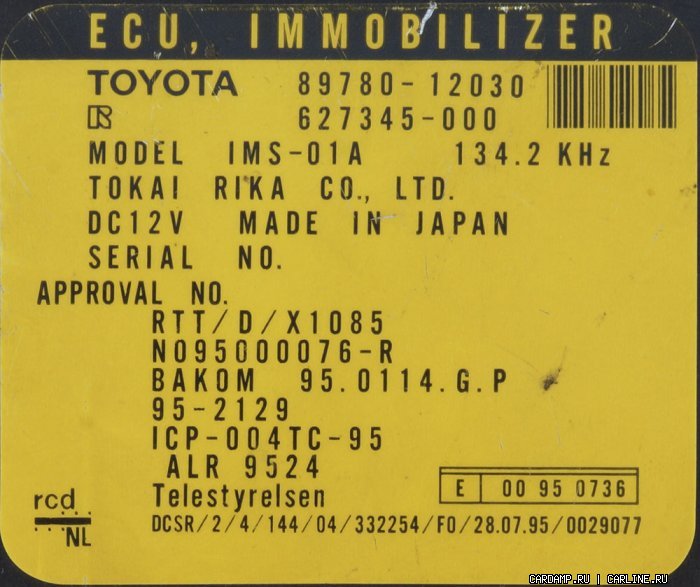 ECU, IMMOBILIZER
TOYOTA 89780-12030
R 627345-000
MODEL IMS-01A 134.2 KHz
TOKAI RIKA CO., LTD.
DC12V MADE IN JAPAN
SERIAL NO.
APPROVAL NO.
RTT/D/X1085
NO95000076-R
BAKOM 95.0114.G.P
95-2129
ICP-004TC-95
ALR 9524
Telestyrelsen
E 00 95 0736
rcd
NL
DCSR/2/4/144/04/332254/F0/28.07.95/0029077
CARDAMP.RU | CARLINE.RU